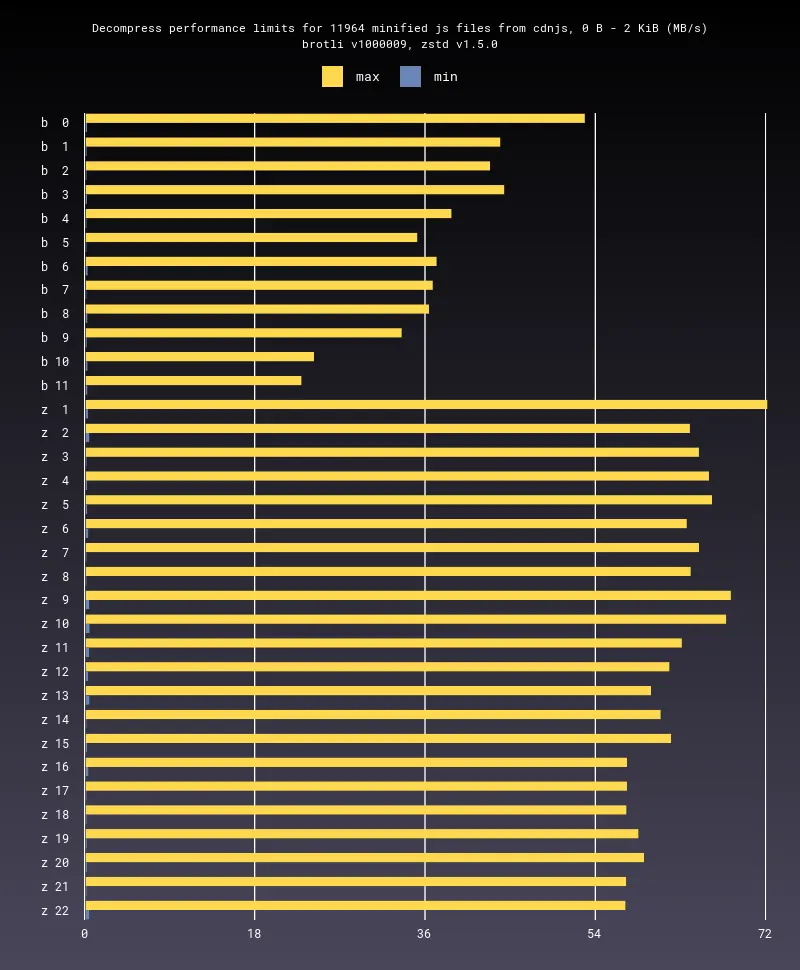 Decompress performance limits for 11964 minified js files from cdnjs, 0 B - 2 KiB (MB/s)
brotli v1000009, zstd v1.5.0
max min
b 0
b 1
b 2
b 3
b 4
b 5
b 6
b 7
b 8
b 9
b 10
b 11
z 1
z 2
z 3
z 4
z 5
z 6
z 7
z 8
z 9
z 10
z 11
z 12
z 13
z 14
z 15
z 16
z 17
z 18
z 19
z 20
z 21
z 22
0 18 36 54 72